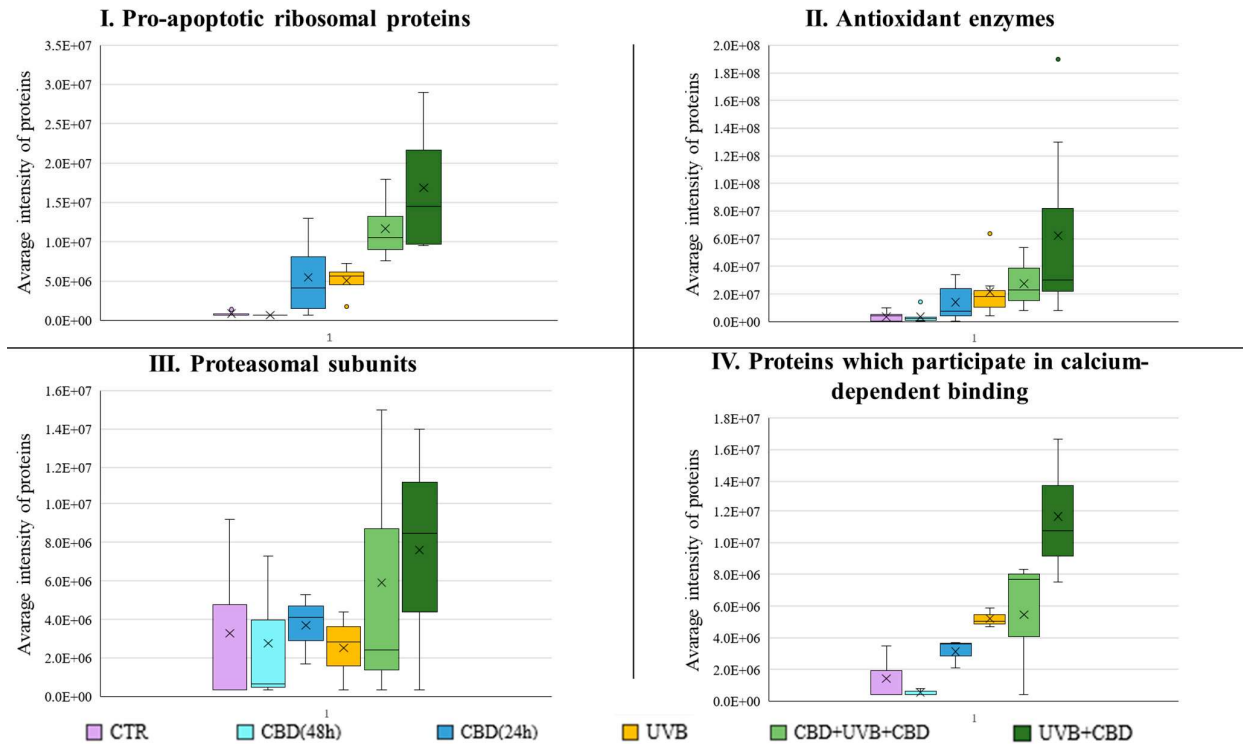 I. Pro-apoptotic ribosomal proteins
Avarage intensity of proteins
3.5E+07
3.0E+07
2.5E+07
2.0E+07
1.5E+07
1.0E+07
5.0E+06
0.0E+00
1
II. Antioxidant enzymes
Avarage intensity of proteins
2.0E+08
1.8E+08
1.6E+08
1.4E+08
1.2E+08
1.0E+08
8.0E+07
6.0E+07
4.0E+07
2.0E+07
0.0E+00
1
III. Proteasomal subunits
Avarage intensity of proteins
1.6E+07
1.4E+07
1.2E+07
1.0E+07
8.0E+06
6.0E+06
4.0E+06
2.0E+06
0.0E+00
1
IV. Proteins which participate in calcium-
dependent binding
Avarage intensity of proteins
1.8E+07
1.6E+07
1.4E+07
1.2E+07
1.0E+07
8.0E+06
6.0E+06
4.0E+06
2.0E+06
0.0E+00
1
CTR CBD(48h) CBD(24h) UVB CBD+UVB+CBD UVB+CBD